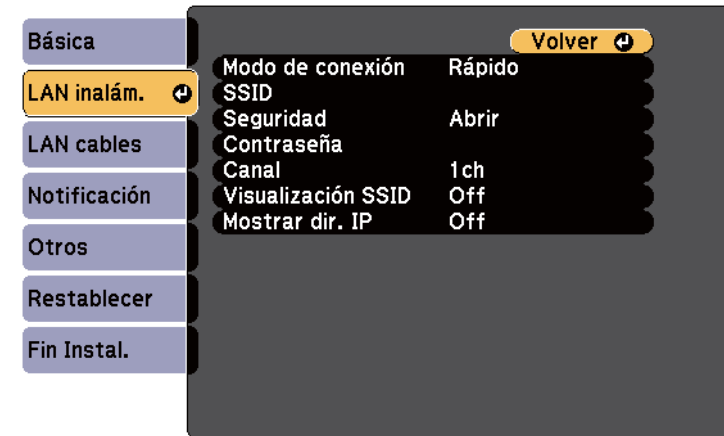 Básica
LAN inalám.
LAN cables
Notificación
Otros
Restablecer
Fin Instal.
Volver
Modo de conexión Rápido
SSID
Seguridad Abrir
Contraseña
Canal 1ch
Visualización SSID Off
Mostrar dir. IP Off